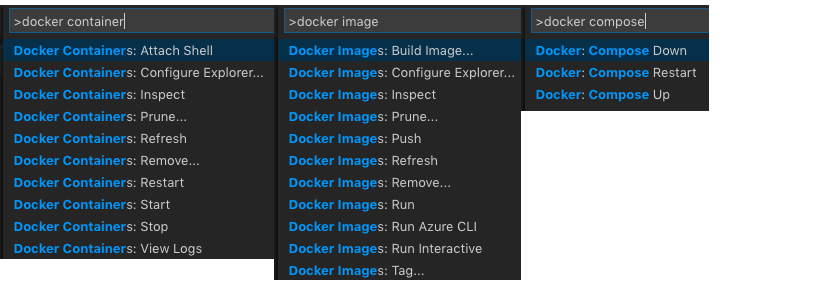 >docker container
Docker Containers: Attach Shell
Docker Containers: Configure Explorer...
Docker Containers: Inspect
Docker Containers: Prune...
Docker Containers: Refresh
Docker Containers: Remove...
Docker Containers: Restart
Docker Containers: Start
Docker Containers: Stop
Docker Containers: View Logs
>docker image
Docker Images: Build Image...
Docker Images: Configure Explorer...
Docker Images: Inspect
Docker Images: Prune...
Docker Images: Push
Docker Images: Refresh
Docker Images: Remove...
Docker Images: Run
Docker Images: Run Azure CLI
Docker Images: Run Interactive
Docker Images: Tag...
>docker compose
Docker: Compose Down
Docker: Compose Restart
Docker: Compose Up